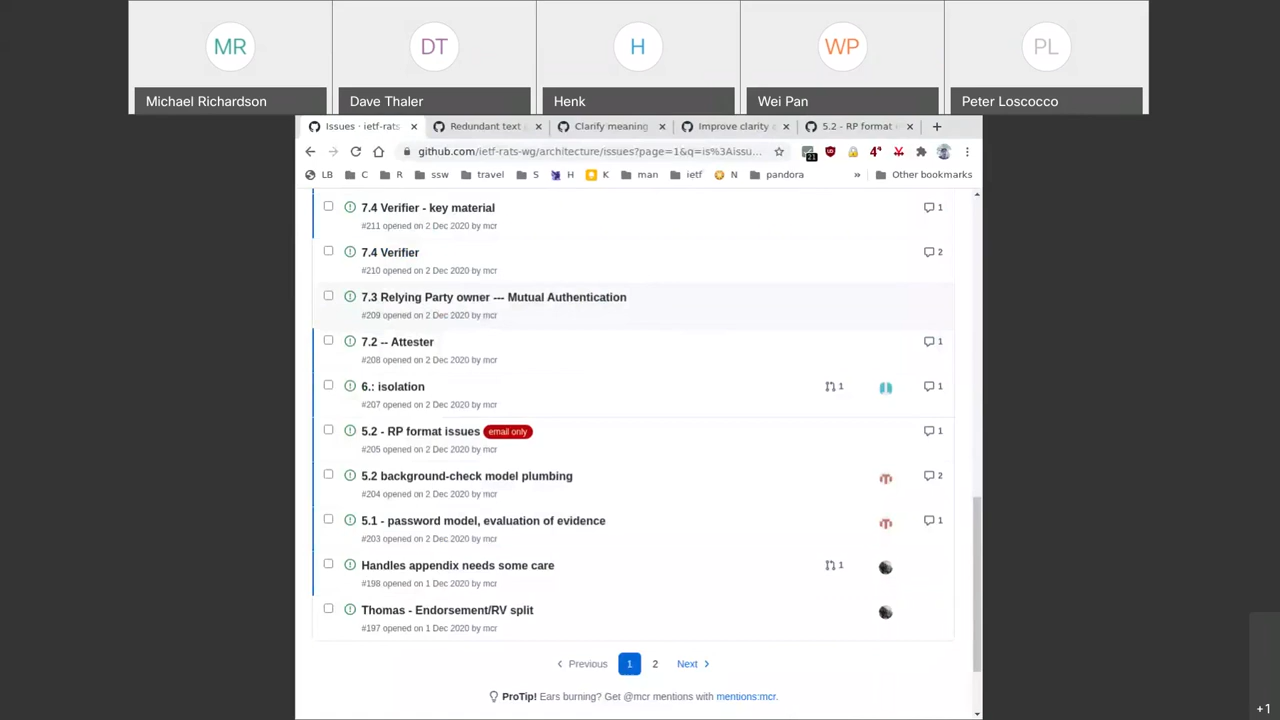 MR
DT
H
WP
PL
Michael Richardson
Dave Thaler
Henk
Wei Pan
Peter Loscocco
Issues · ietf-rats
Redundant text
Clarify meaning
Improve clarity
5.2 - RP format
github.com/ietf-rats-wg/architecture/issues?page=1&q=is%3Aissu...
21
4⁹
LB
C
R
ssw
travel
S
H
K
man
ietf
N
pandora
»
Other bookmarks
7.4 Verifier - key material
1
#211 opened on 2 Dec 2020 by mcr
7.4 Verifier
2
#210 opened on 2 Dec 2020 by mcr
7.3 Relying Party owner --- Mutual Authentication
#209 opened on 2 Dec 2020 by mcr
7.2 -- Attester
1
#208 opened on 2 Dec 2020 by mcr
6.: isolation
1
1
#207 opened on 2 Dec 2020 by mcr
5.2 - RP format issues email only
1
#205 opened on 2 Dec 2020 by mcr
5.2 background-check model plumbing
2
#204 opened on 2 Dec 2020 by mcr
5.1 - password model, evaluation of evidence
1
#203 opened on 2 Dec 2020 by mcr
Handles appendix needs some care
1
#198 opened on 1 Dec 2020 by mcr
Thomas - Endorsement/RV split
#197 opened on 1 Dec 2020 by mcr
Previous 1 2 Next
ProTip! Ears burning? Get @mcr mentions with mentions:mcr.
+1